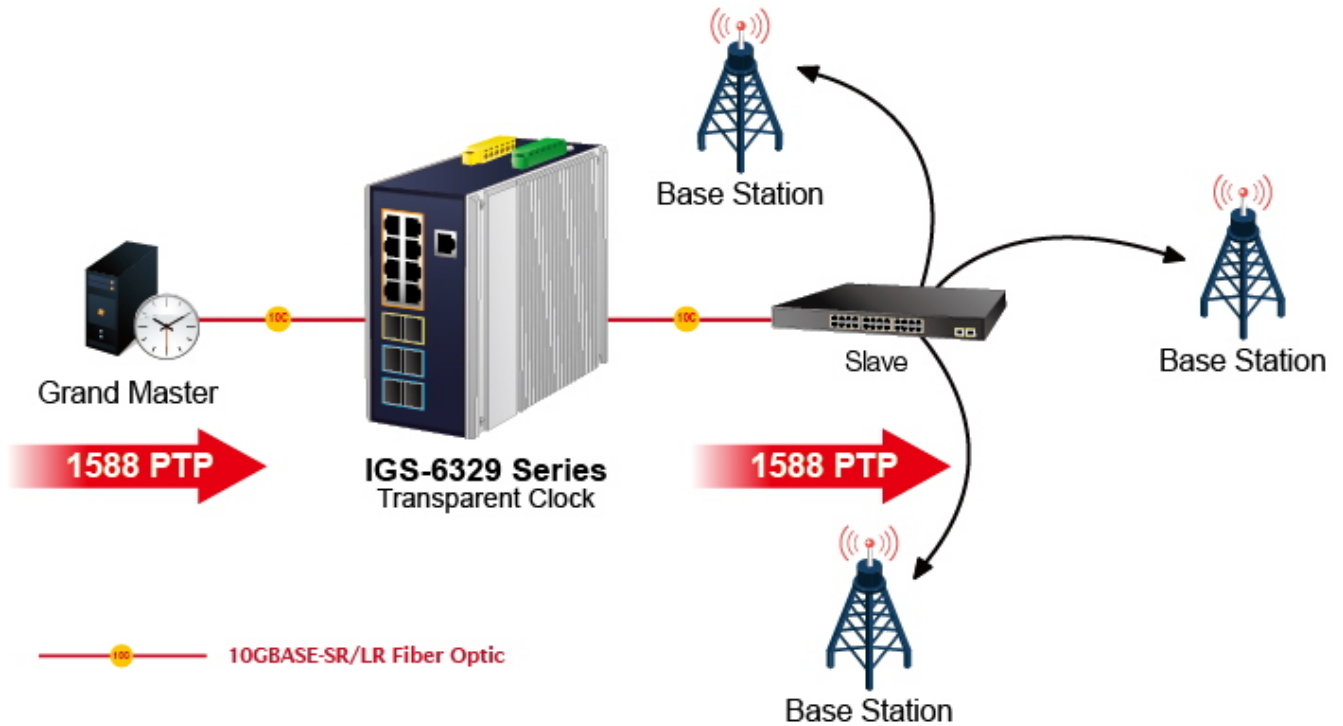 Base Station
Base Station
10G
10G
Slave
Grand Master
1588 PTP
IGS-6329 Series
Transparent Clock
1588 PTP
10G
10GBASE-SR/LR Fiber Optic
Base Station